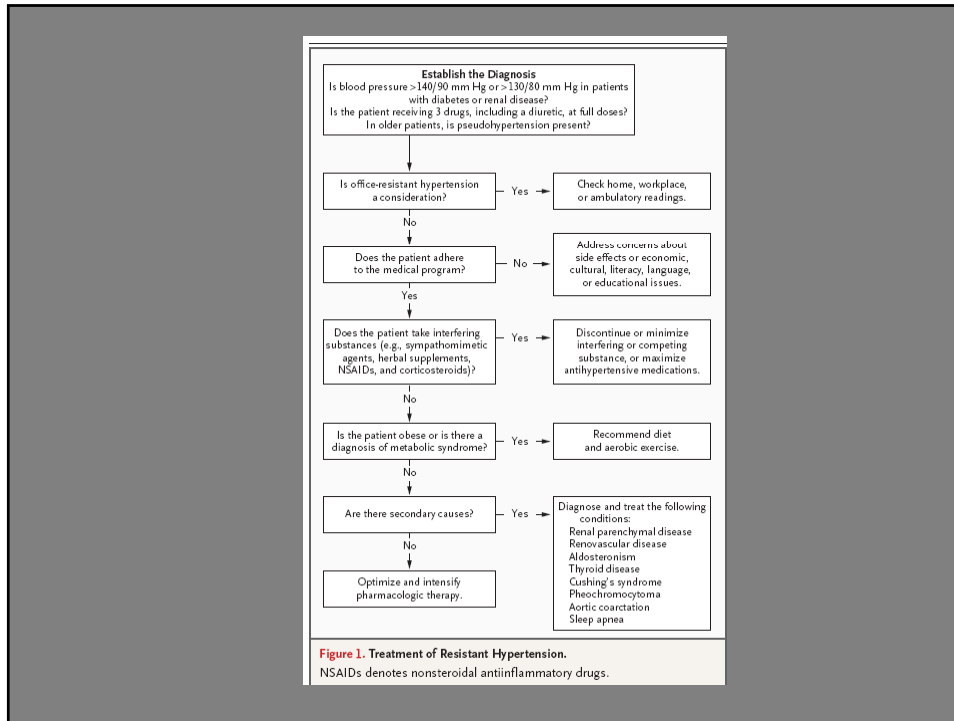 Establish the Diagnosis
Is blood pressure >140/90 mm Hg or >130/80 mm Hg in patients
with diabetes or renal disease?
Is the patient receiving 3 drugs, including a diuretic, at full doses?
In older patients, is pseudohypertension present?
Is office-resistant hypertension
a consideration?
Yes
Check home, workplace,
or ambulatory readings.
No
Does the patient adhere
to the medical program?
No
Address concerns about
side effects or economic,
cultural, literacy, language,
or educational issues.
Yes
Does the patient take interfering
substances (e.g., sympathomimetic
agents, herbal supplements,
NSAIDs, and corticosteroids)?
Yes
Discontinue or minimize
interfering or competing
substance, or maximize
antihypertensive medications.
No
Is the patient obese or is there a
diagnosis of metabolic syndrome?
Yes
Recommend diet
and aerobic exercise.
No
Are there secondary causes?
Yes
Diagnose and treat the following
conditions:
Renal parenchymal disease
Renovascular disease
Aldosteronism
Thyroid disease
Cushing's syndrome
Pheochromocytoma
Aortic coarctation
Sleep apnea
No
Optimize and intensify
pharmacologic therapy.
Figure 1. Treatment of Resistant Hypertension.
NSAIDs denotes nonsteroidal antiinflammatory drugs.